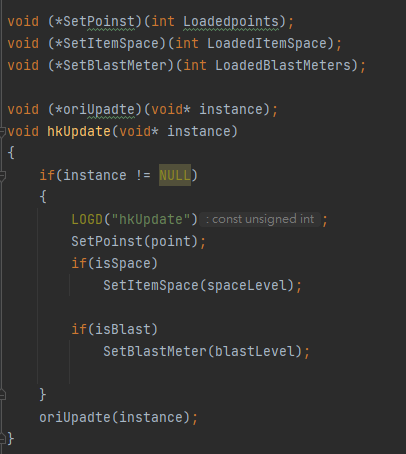 void (*SetPoinst)(int Loadedpoints);
void (*SetItemSpace)(int LoadedItemSpace);
void (*SetBlastMeter)(int LoadedBlastMeters);
void (*oriUpadte)(void* instance);
void hkUpdate(void* instance)
{
if(instance != NULL)
{
LOGD("hkUpdate") : const unsigned int ;
SetPoinst(point);
if(isSpace)
SetItemSpace(spaceLevel);
if(isBlast)
SetBlastMeter(blastLevel);
}
oriUpadte(instance);
}